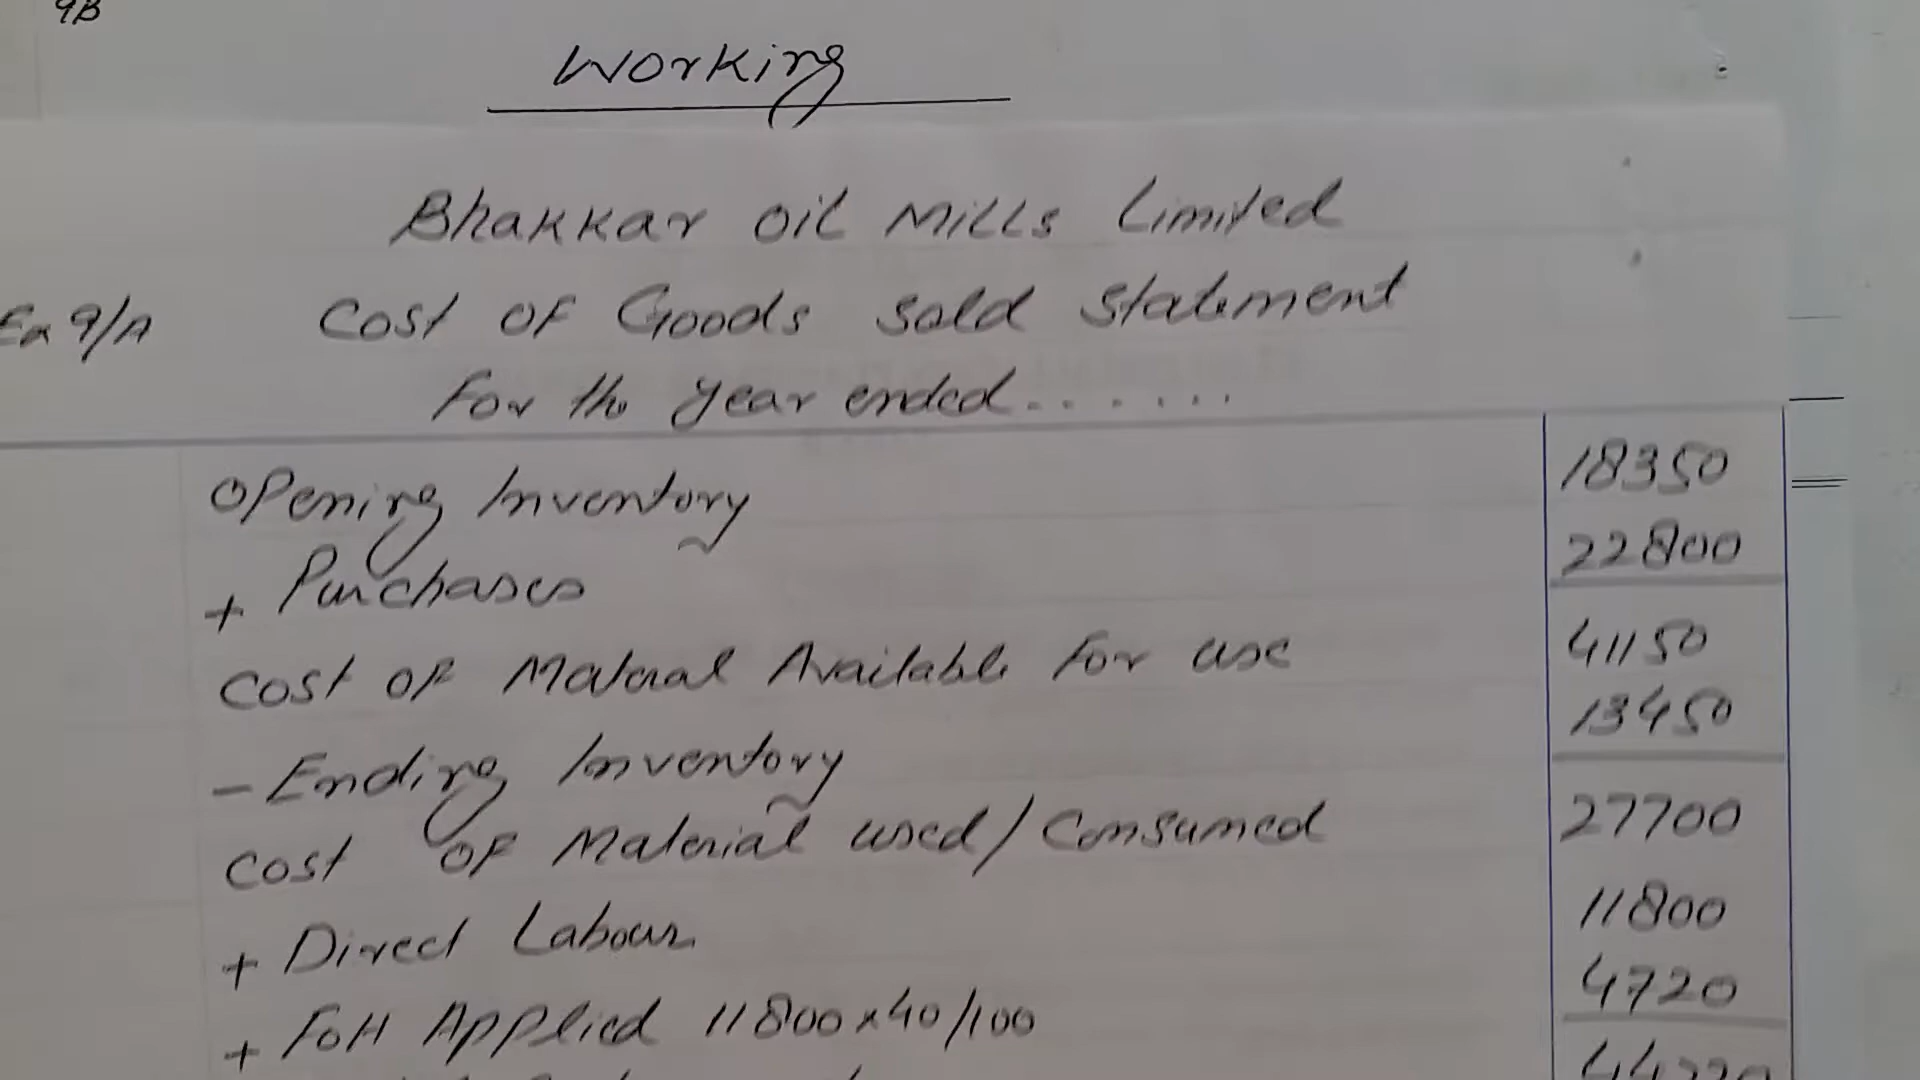 9B
Working
Bhakkar Oil Mills Limited
Ex 9/A Cost of Goods Sold Statement
For the year ended.......
Opening Inventory 18350
+ Purchases 22800
Cost of Material Available for use 41150
- Ending Inventory 13450
Cost of Material used/Consumed 27700
+ Direct Labour 11800
+ FOH Applied 11800x40/100 4720
44220